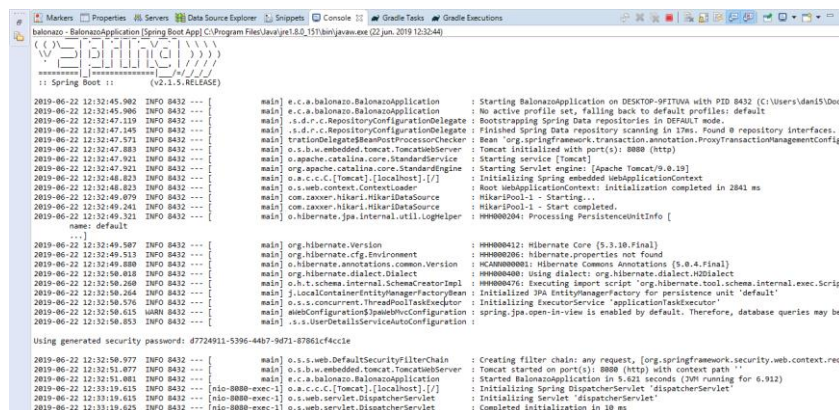 Markers Properties Servers Data Source Explorer Snippets Console Gradle Tasks Gradle Executions
balonazo - BalonazoApplication [Spring Boot App] C:\Program Files\Java\jre1.8.0_151\bin\javaw.exe (22 jun. 2019 12:32:44)
:: Spring Boot :: (v2.1.5.RELEASE)
2019-06-22 12:32:45.902 INFO 8432 --- [ main] e.c.a.balonazo.BalonazoApplication : Starting BalonazoApplication on DESKTOP-9FITUVA with PID 8432 (C:\Users\dani5\Doc
2019-06-22 12:32:45.906 INFO 8432 --- [ main] e.c.a.balonazo.BalonazoApplication : No active profile set, falling back to default profiles: default
2019-06-22 12:32:47.119 INFO 8432 --- [ main] .s.d.r.c.RepositoryConfigurationDelegate : Bootstrapping Spring Data repositories in DEFAULT mode.
2019-06-22 12:32:47.145 INFO 8432 --- [ main] .s.d.r.c.RepositoryConfigurationDelegate : Finished Spring Data repository scanning in 17ms. Found 0 repository interfaces.
2019-06-22 12:32:47.571 INFO 8432 --- [ main] trationDelegate$BeanPostProcessorChecker : Bean 'org.springframework.transaction.annotation.ProxyTransactionManagementConfig
2019-06-22 12:32:47.883 INFO 8432 --- [ main] o.s.b.w.embedded.tomcat.TomcatWebServer : Tomcat initialized with port(s): 8080 (http)
2019-06-22 12:32:47.921 INFO 8432 --- [ main] o.apache.catalina.core.StandardService : Starting service [Tomcat]
2019-06-22 12:32:47.921 INFO 8432 --- [ main] org.apache.catalina.core.StandardEngine : Starting Servlet engine: [Apache Tomcat/9.0.19]
2019-06-22 12:32:48.823 INFO 8432 --- [ main] o.a.c.c.C.[Tomcat].[localhost].[/] : Initializing Spring embedded WebApplicationContext
2019-06-22 12:32:48.823 INFO 8432 --- [ main] o.s.web.context.ContextLoader : Root WebApplicationContext: initialization completed in 2841 ms
2019-06-22 12:32:49.079 INFO 8432 --- [ main] com.zaxxer.hikari.HikariDataSource : HikariPool-1 - Starting...
2019-06-22 12:32:49.241 INFO 8432 --- [ main] com.zaxxer.hikari.HikariDataSource : HikariPool-1 - Start completed.
2019-06-22 12:32:49.321 INFO 8432 --- [ main] o.hibernate.jpa.internal.util.LogHelper : HHH000204: Processing PersistenceUnitInfo [
name: default
...]
2019-06-22 12:32:49.507 INFO 8432 --- [ main] org.hibernate.Version : HHH000412: Hibernate Core {5.3.10.Final}
2019-06-22 12:32:49.513 INFO 8432 --- [ main] org.hibernate.cfg.Environment : HHH000206: hibernate.properties not found
2019-06-22 12:32:49.880 INFO 8432 --- [ main] o.hibernate.annotations.common.Version : HCANN000001: Hibernate Commons Annotations {5.0.4.Final}
2019-06-22 12:32:50.018 INFO 8432 --- [ main] org.hibernate.dialect.Dialect : HHH000400: Using dialect: org.hibernate.dialect.H2Dialect
2019-06-22 12:32:50.260 INFO 8432 --- [ main] o.h.t.schema.internal.SchemaCreatorImpl : HHH000476: Executing import script 'org.hibernate.tool.schema.internal.exec.Scrip
2019-06-22 12:32:50.264 INFO 8432 --- [ main] j.LocalContainerEntityManagerFactoryBean : Initialized JPA EntityManagerFactory for persistence unit 'default'
2019-06-22 12:32:50.576 INFO 8432 --- [ main] o.s.s.concurrent.ThreadPoolTaskExecutor : Initializing ExecutorService 'applicationTaskExecutor'
2019-06-22 12:32:50.615 WARN 8432 --- [ main] aWebConfiguration$JpaWebMvcConfiguration : spring.jpa.open-in-view is enabled by default. Therefore, database queries may be
2019-06-22 12:32:50.853 INFO 8432 --- [ main] .s.s.UserDetailsServiceAutoConfiguration :
Using generated security password: d7724911-5396-44b7-9d71-87861cf4cc1e
2019-06-22 12:32:50.977 INFO 8432 --- [ main] o.s.s.web.DefaultSecurityFilterChain : Creating filter chain: any request, [org.springframework.security.web.context.req
2019-06-22 12:32:51.077 INFO 8432 --- [ main] o.s.b.w.embedded.tomcat.TomcatWebServer : Tomcat started on port(s): 8080 (http) with context path ''
2019-06-22 12:32:51.081 INFO 8432 --- [ main] e.c.a.balonazo.BalonazoApplication : Started BalonazoApplication in 5.621 seconds (JVM running for 6.912)
2019-06-22 12:33:19.615 INFO 8432 --- [nio-8080-exec-1] o.a.c.c.C.[Tomcat].[localhost].[/] : Initializing Spring DispatcherServlet 'dispatcherServlet'
2019-06-22 12:33:19.615 INFO 8432 --- [nio-8080-exec-1] o.s.web.servlet.DispatcherServlet : Initializing Servlet 'dispatcherServlet'
2019-06-22 12:33:19.625 INFO 8432 --- [nio-8080-exec-1] o.s.web.servlet.DispatcherServlet : Completed initialization in 10 ms